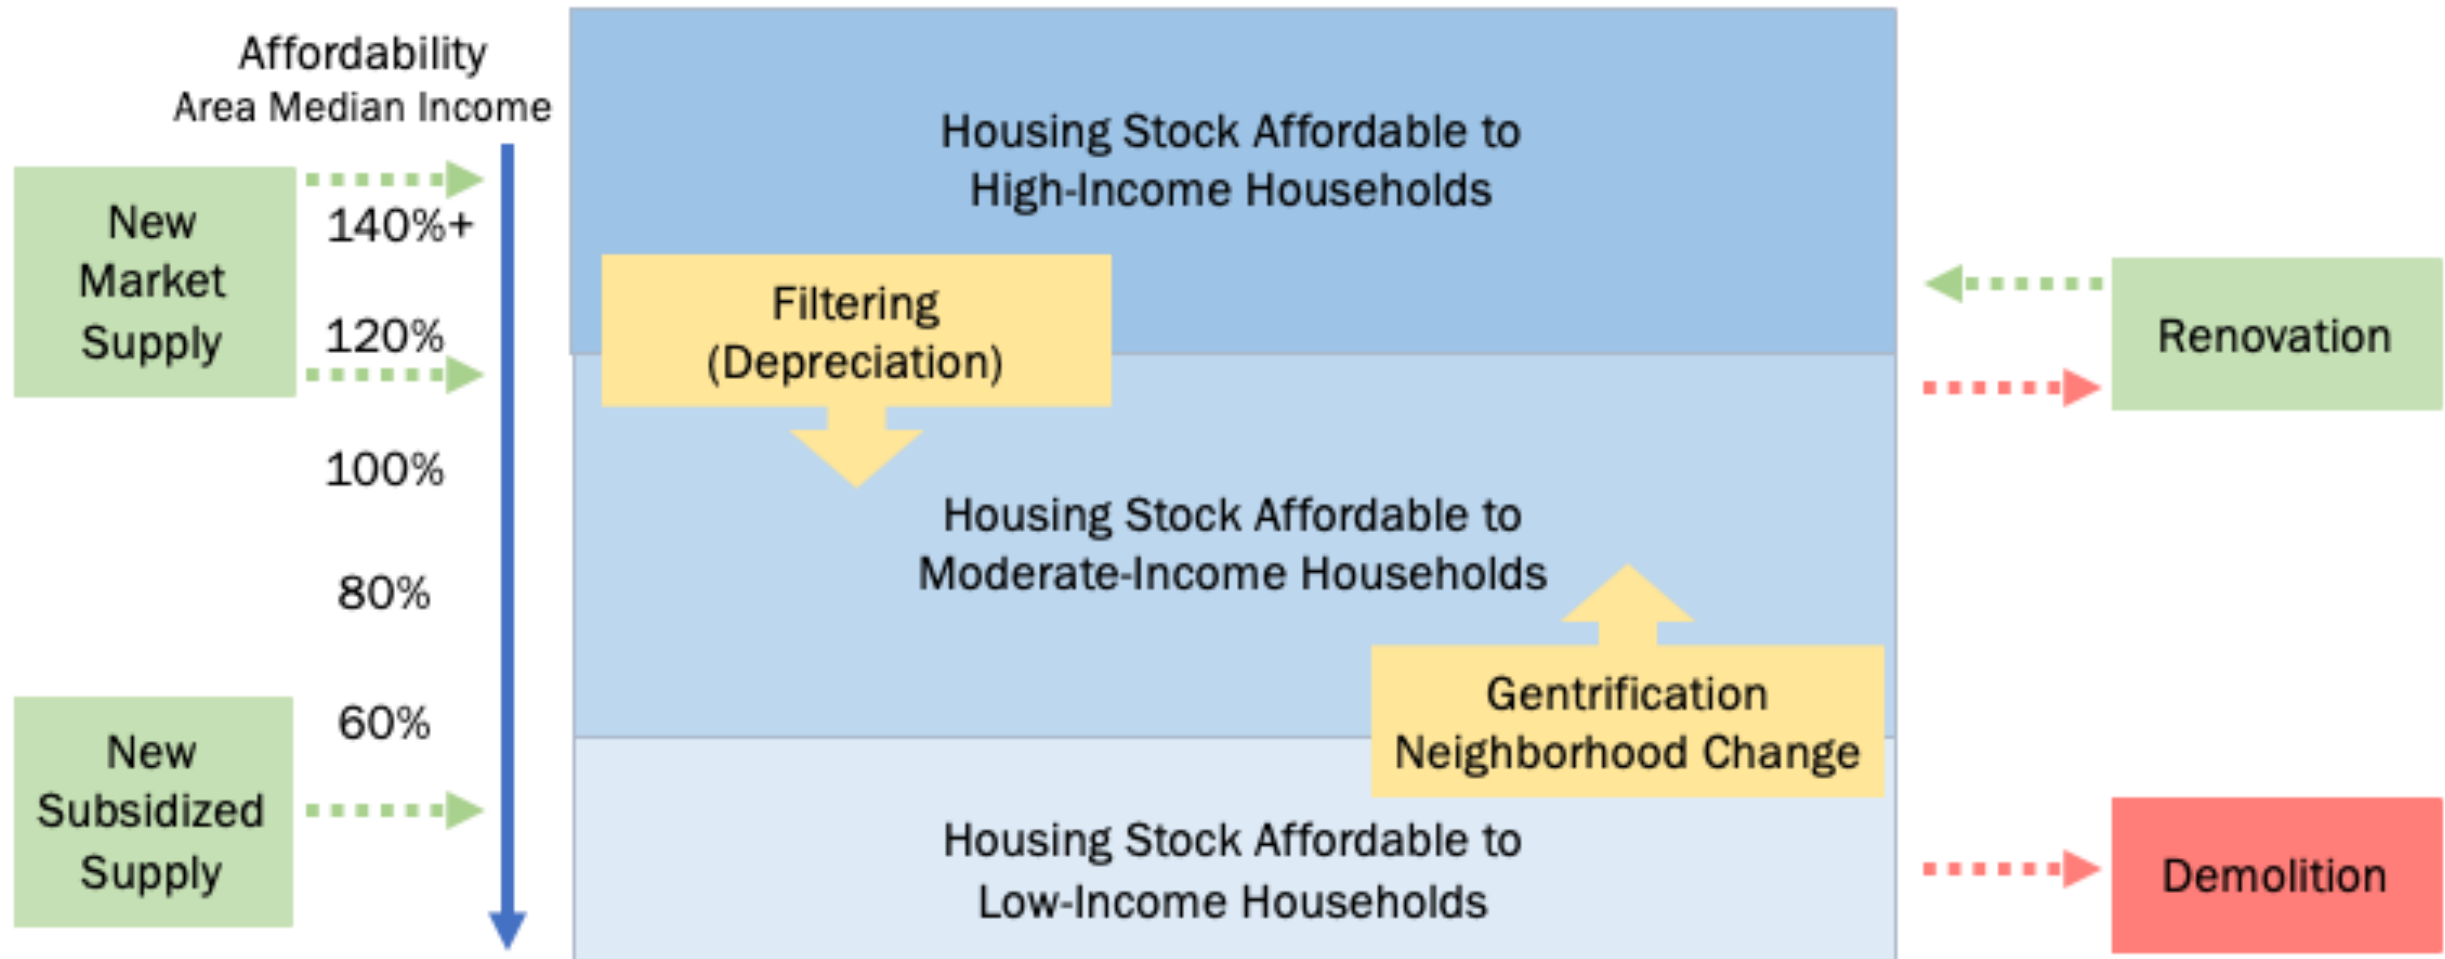 Affordability
Area Median Income
New
Market
Supply
140%+
120%
100%
80%
60%
New
Subsidized
Supply
Housing Stock Affordable to
High-Income Households
Filtering
(Depreciation)
Housing Stock Affordable to
Moderate-Income Households
Gentrification
Neighborhood Change
Housing Stock Affordable to
Low-Income Households
Renovation
Demolition